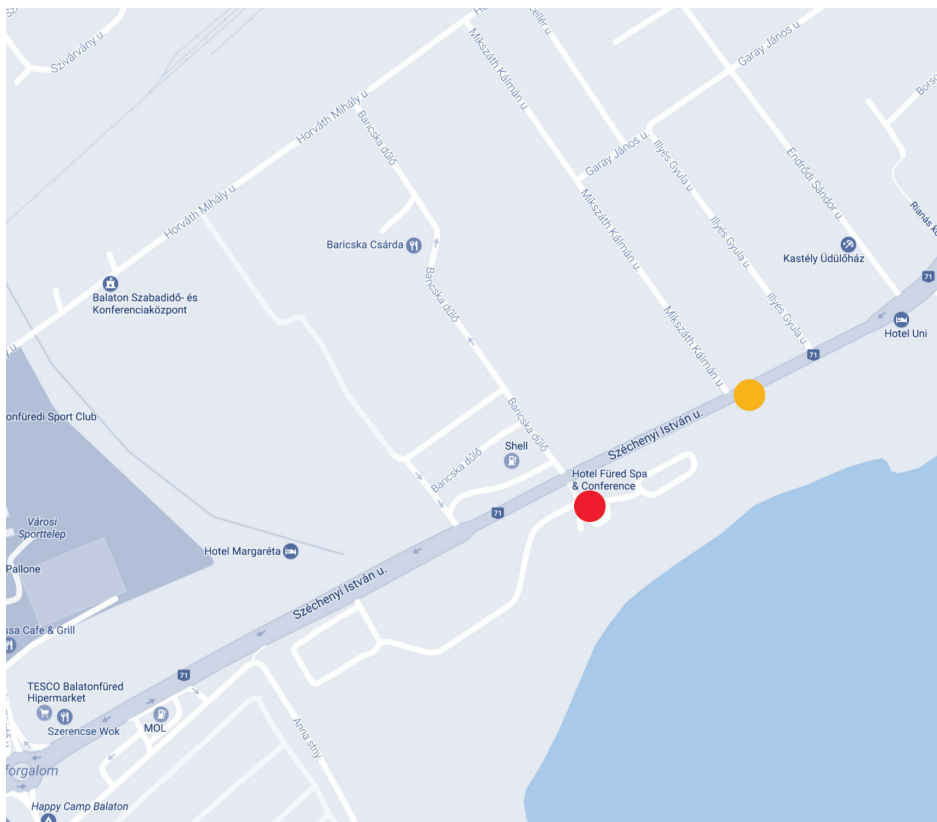 Szivárvány u.
Horváth Mihály u.
Baricska dűlő
Mikszáth Kálmán u.
Garay János u.
Garay János u.
Illyés Gyula u.
Endrődi Sándor u.
Mikszáth Kálmán u.
Horváth Mihály u.
Baricska Csárda
Illyés Gyula u.
Kastély Üdülőház
71
Balaton Szabadidő- és
Konferenciaközpont
Baricska dűlő
Mikszáth Kálmán u.
Illyés Gyula u.
Hotel Uni
71
Baricska dűlő
Széchenyi István u.
Shell
Baricska dűlő
Hotel Füred Spa
& Conference
71
onfüredi Sport Club
Városi
Sporttelep
Pallone
Hotel Margaréta
Széchenyi István u.
ssa Cafe & Grill
71
TESCO Balatonfüred
Hipermarket
Szerencse Wok
MOL
Anna stny
forgalom
Happy Camp Balaton